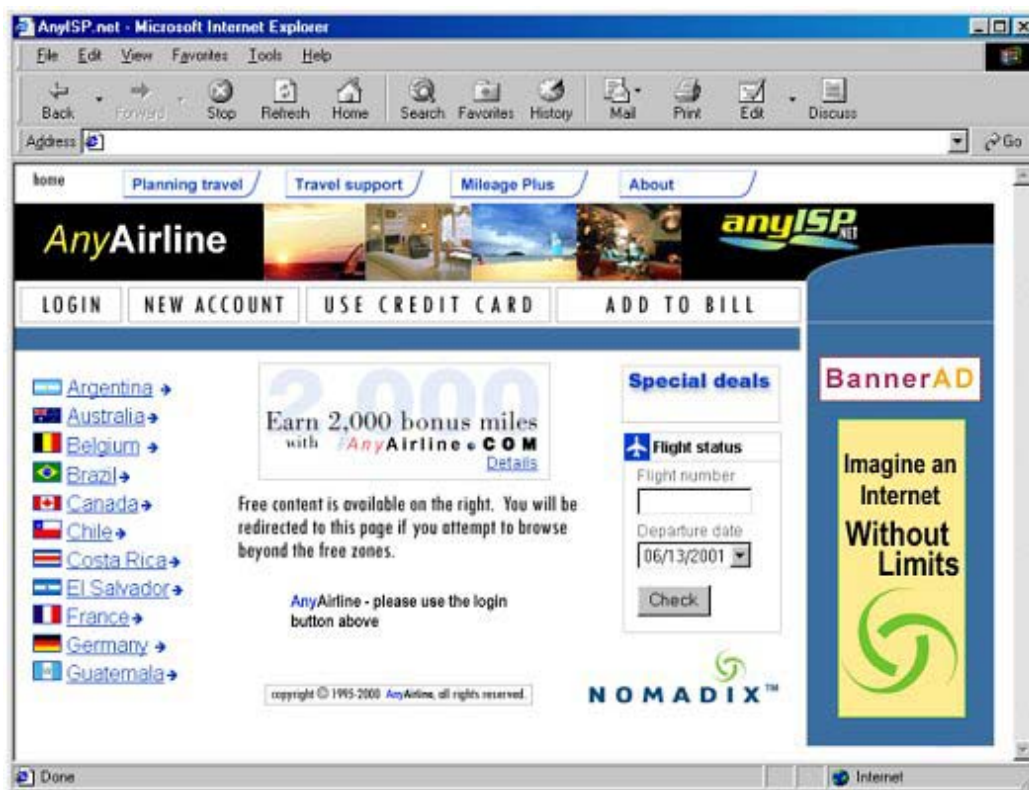 AnyISP.net - Microsoft Internet Explorer
File Edit View Favorites Tools Help
Back Forward Stop Refresh Home Search Favorites History Mail Print Edit Discuss
Address Go
home Planning travel Travel support Mileage Plus About
AnyAirline anyISP.NET
LOGIN NEW ACCOUNT USE CREDIT CARD ADD TO BILL
Argentina
Australia
Belgium
Brazil
Canada
Chile
Costa Rica
El Salvador
France
Germany
Guatemala
2,000
Earn 2,000 bonus miles
with AnyAirline.COM
Details
Free content is available on the right. You will be
redirected to this page if you attempt to browse
beyond the free zones.
AnyAirline - please use the login
button above
copyright © 1995-2000 AnyAirline, all rights reserved.
Special deals
Flight status
Flight number
Departure date
06/13/2001
Check
NOMADIX™
BannerAD
Imagine an
Internet
Without
Limits
Done Internet